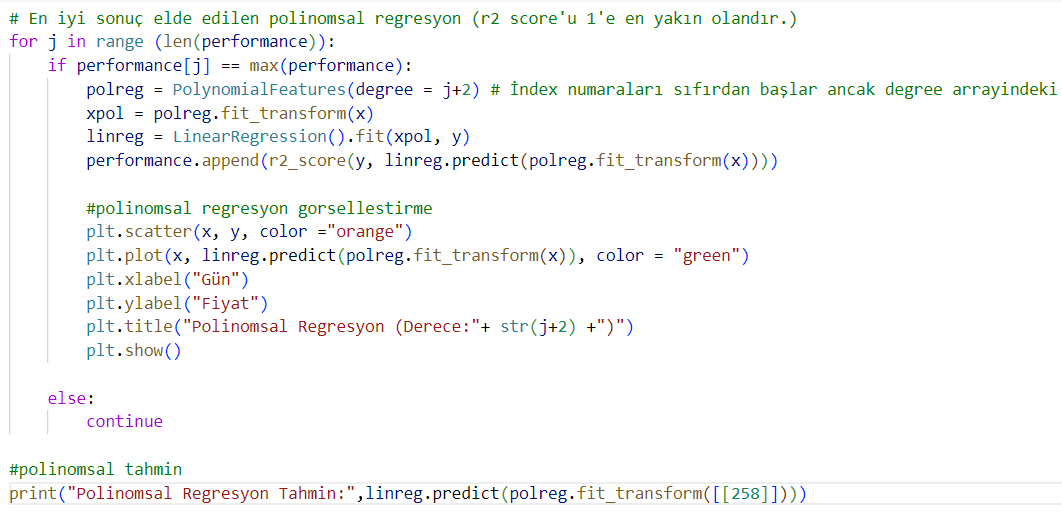 # En iyi sonuç elde edilen polinomsal regresyon (r2 score'u 1'e en yakın olandır.)
for j in range (len(performance)):
    if performance[j] == max(performance):
        polreg = PolynomialFeatures(degree = j+2) # İndex numaraları sıfırdan başlar ancak degree arrayindeki
        xpol = polreg.fit_transform(x)
        linreg = LinearRegression().fit(xpol, y)
        performance.append(r2_score(y, linreg.predict(polreg.fit_transform(x))))
        #polinomsal regresyon gorsellestirme
        plt.scatter(x, y, color ="orange")
        plt.plot(x, linreg.predict(polreg.fit_transform(x)), color = "green")
        plt.xlabel("Gün")
        plt.ylabel("Fiyat")
        plt.title("Polinomsal Regresyon (Derece:"+ str(j+2) +")")
        plt.show()
    else:
        continue
#polinomsal tahmin
print("Polinomsal Regresyon Tahmin:",linreg.predict(polreg.fit_transform([[258]])))